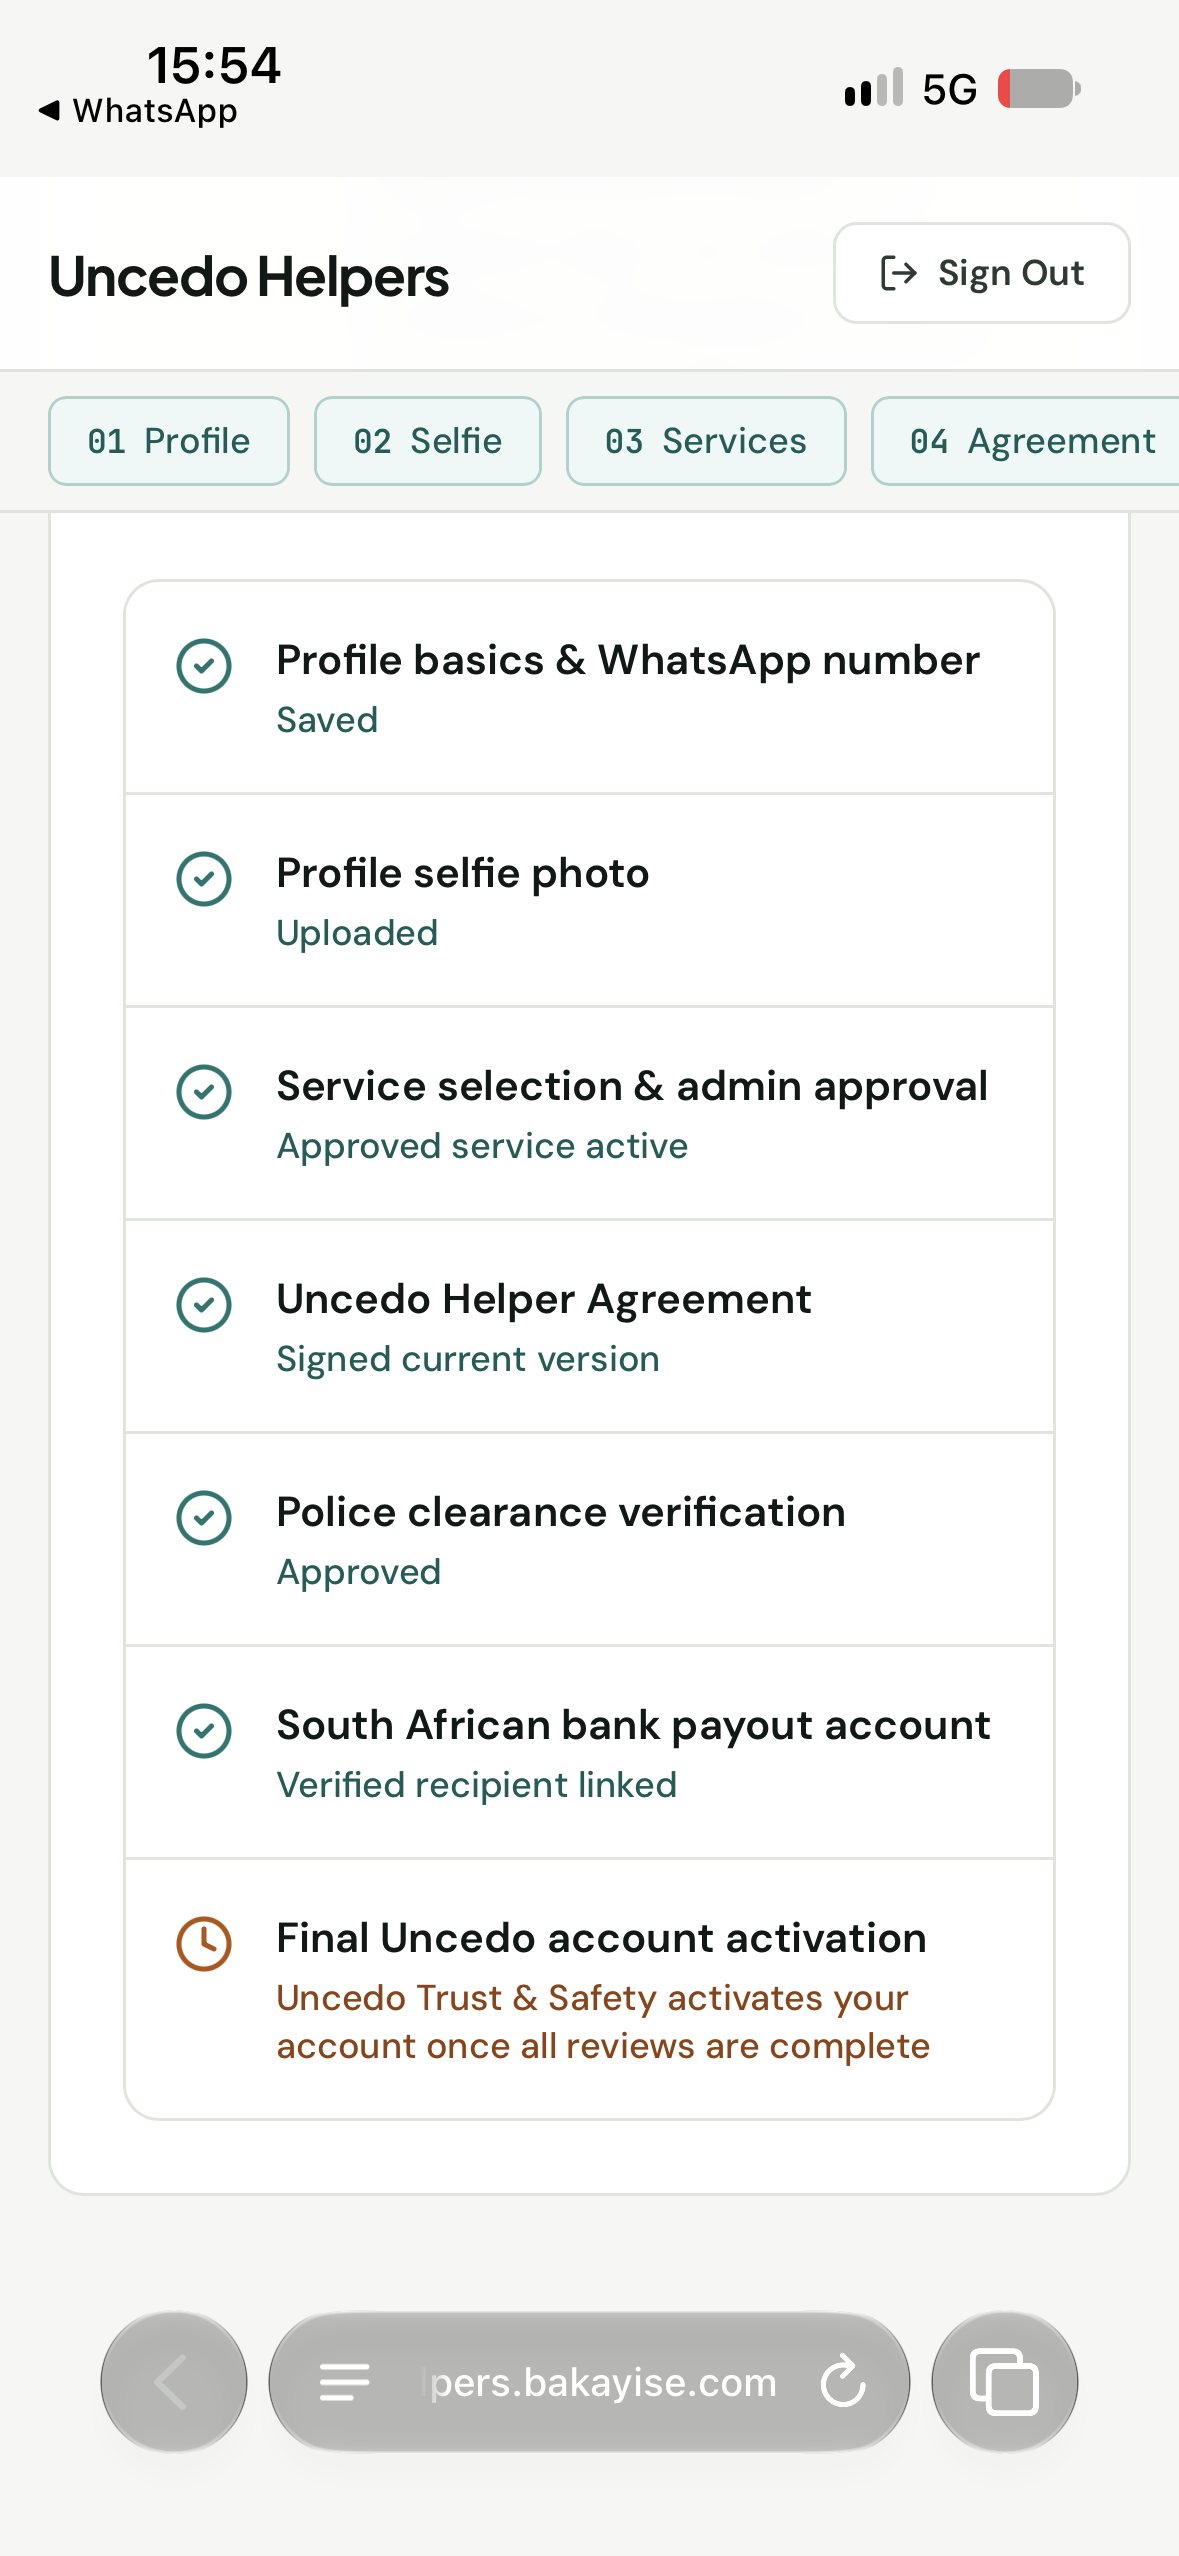 15:54
WhatsApp
5G
Uncedo Helpers
Sign Out
01 Profile
02 Selfie
03 Services
04 Agreement
Profile basics & WhatsApp number
Saved
Profile selfie photo
Uploaded
Service selection & admin approval
Approved service active
Uncedo Helper Agreement
Signed current version
Police clearance verification
Approved
South African bank payout account
Verified recipient linked
Final Uncedo account activation
Uncedo Trust & Safety activates your
account once all reviews are complete
pers.bakayise.com